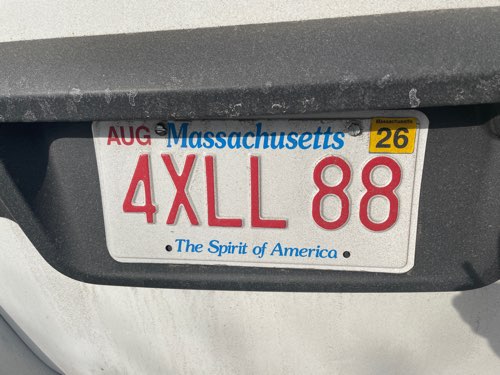 AUG Massachusetts
Massachusetts
26
4XLL 88
The Spirit of America